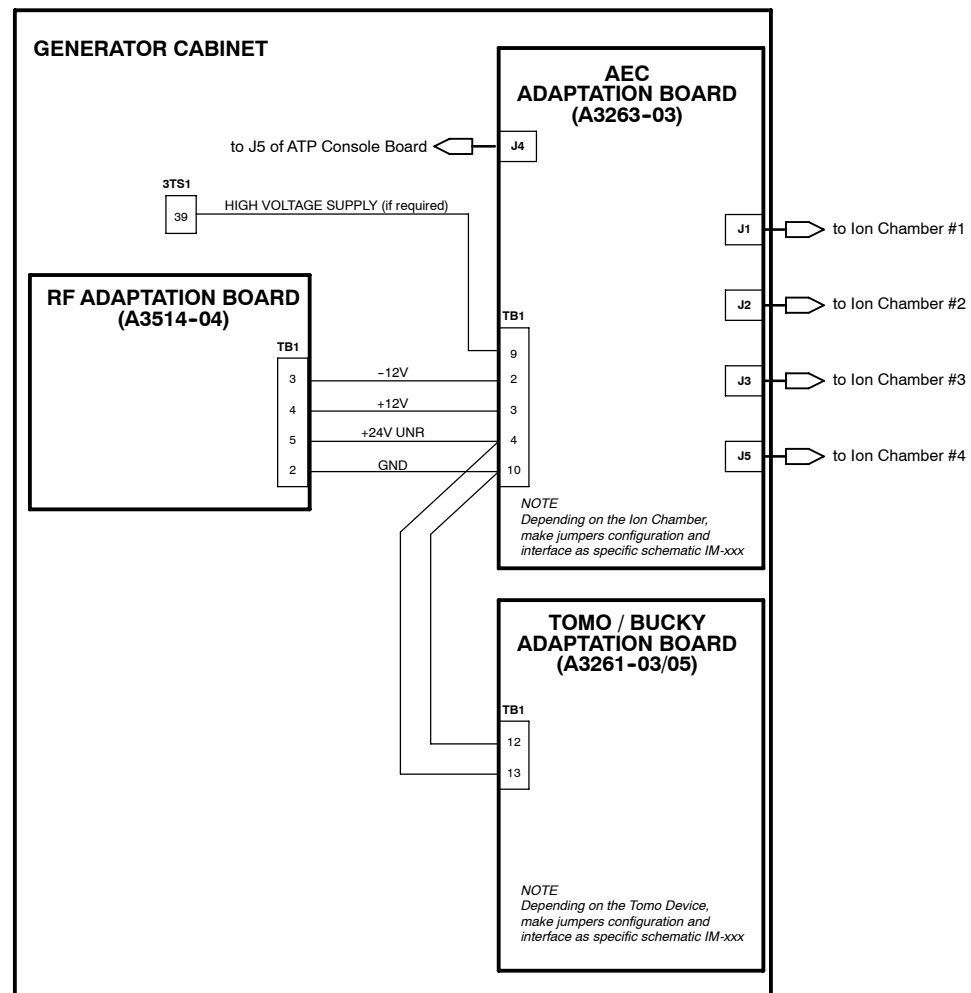 GENERATOR CABINET
AEC
ADAPTATION BOARD
(A3263-03)
to J5 of ATP Console Board
J4
3TS1
39
HIGH VOLTAGE SUPPLY (if required)
J1
to Ion Chamber #1
J2
to Ion Chamber #2
J3
to Ion Chamber #3
J5
to Ion Chamber #4
RF ADAPTATION BOARD
(A3514-04)
TB1
3
4
5
2
-12V
+12V
+24V UNR
GND
TB1
9
2
3
4
10
NOTE
Depending on the Ion Chamber,
make jumpers configuration and
interface as specific schematic IM-xxx
TOMO / BUCKY
ADAPTATION BOARD
(A3261-03/05)
TB1
12
13
NOTE
Depending on the Tomo Device,
make jumpers configuration and
interface as specific schematic IM-xxx